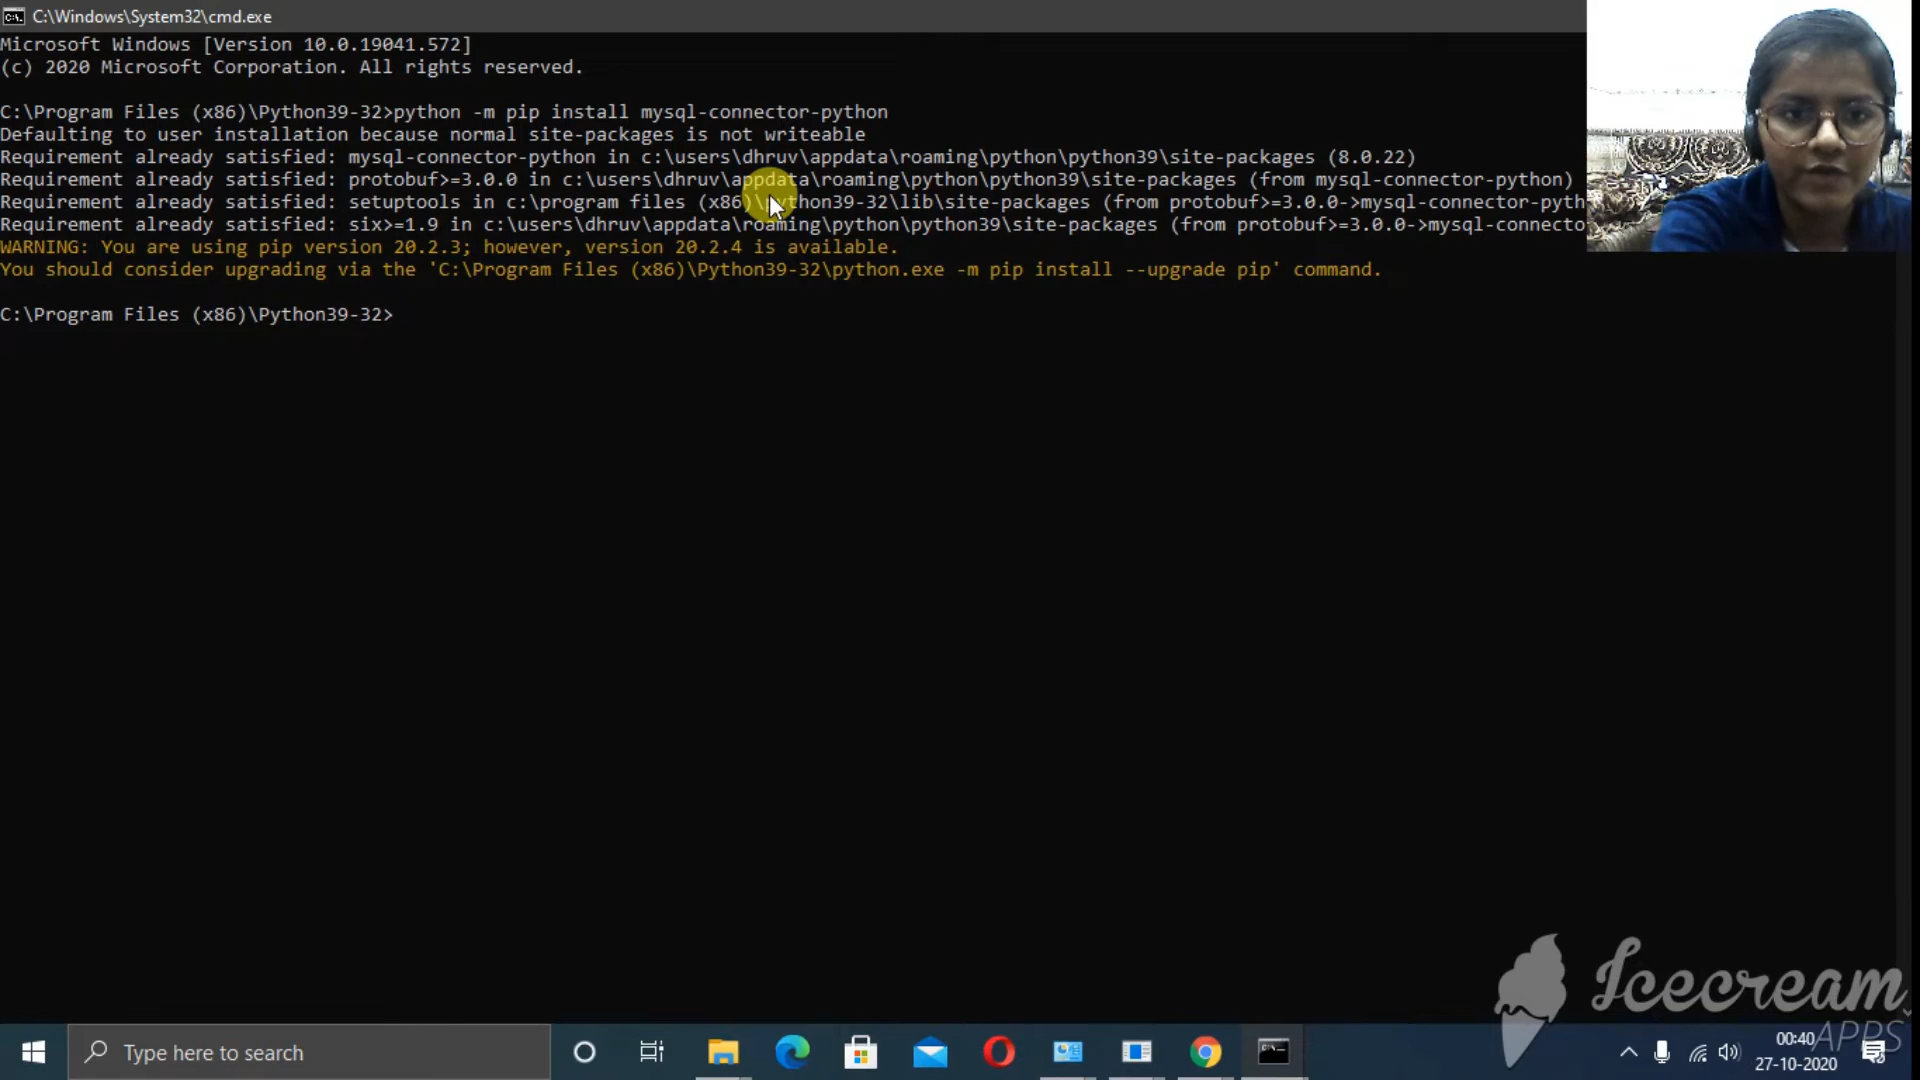 C:\Windows\System32\cmd.exe
Microsoft Windows [Version 10.0.19041.572]
(c) 2020 Microsoft Corporation. All rights reserved.
C:\Program Files (x86)\Python39-32>python -m pip install mysql-connector-python
Defaulting to user installation because normal site-packages is not writeable
Requirement already satisfied: mysql-connector-python in c:\users\dhruv\appdata\roaming\python\python39\site-packages (8.0.22)
Requirement already satisfied: protobuf>=3.0.0 in c:\users\dhruv\appdata\roaming\python\python39\site-packages (from mysql-connector-python)
Requirement already satisfied: setuptools in c:\program files (x86)\python39-32\lib\site-packages (from protobuf>=3.0.0->mysql-connector-pyth
Requirement already satisfied: six>=1.9 in c:\users\dhruv\appdata\roaming\python\python39\site-packages (from protobuf>=3.0.0->mysql-connecto
WARNING: You are using pip version 20.2.3; however, version 20.2.4 is available.
You should consider upgrading via the 'C:\Program Files (x86)\Python39-32\python.exe -m pip install --upgrade pip' command.
C:\Program Files (x86)\Python39-32>
Icecream
APPS
Type here to search
00:40
27-10-2020